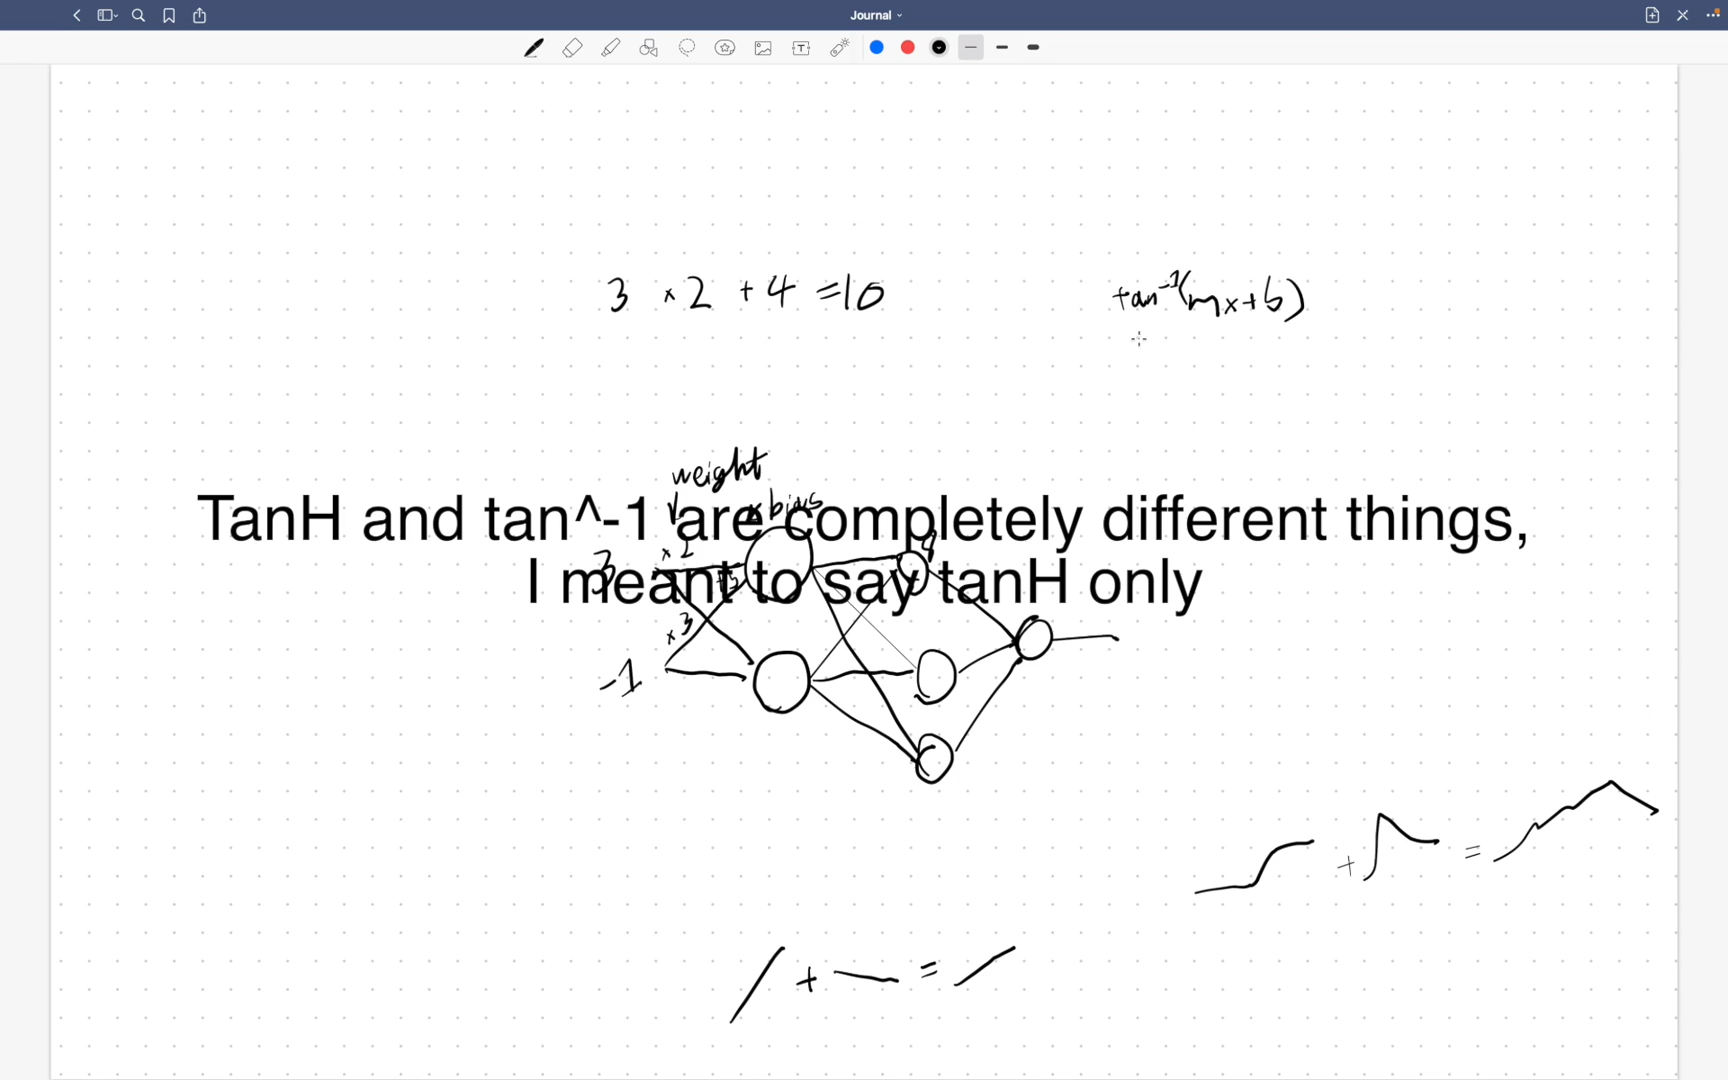 Journal
3 ×2 +4 =10
tan⁻¹(mx+b)
weight
bias
TanH and tan^-1 are completely different things,
I meant to say tanH only
×2
3
+5
×3
-1
+ =
+ =